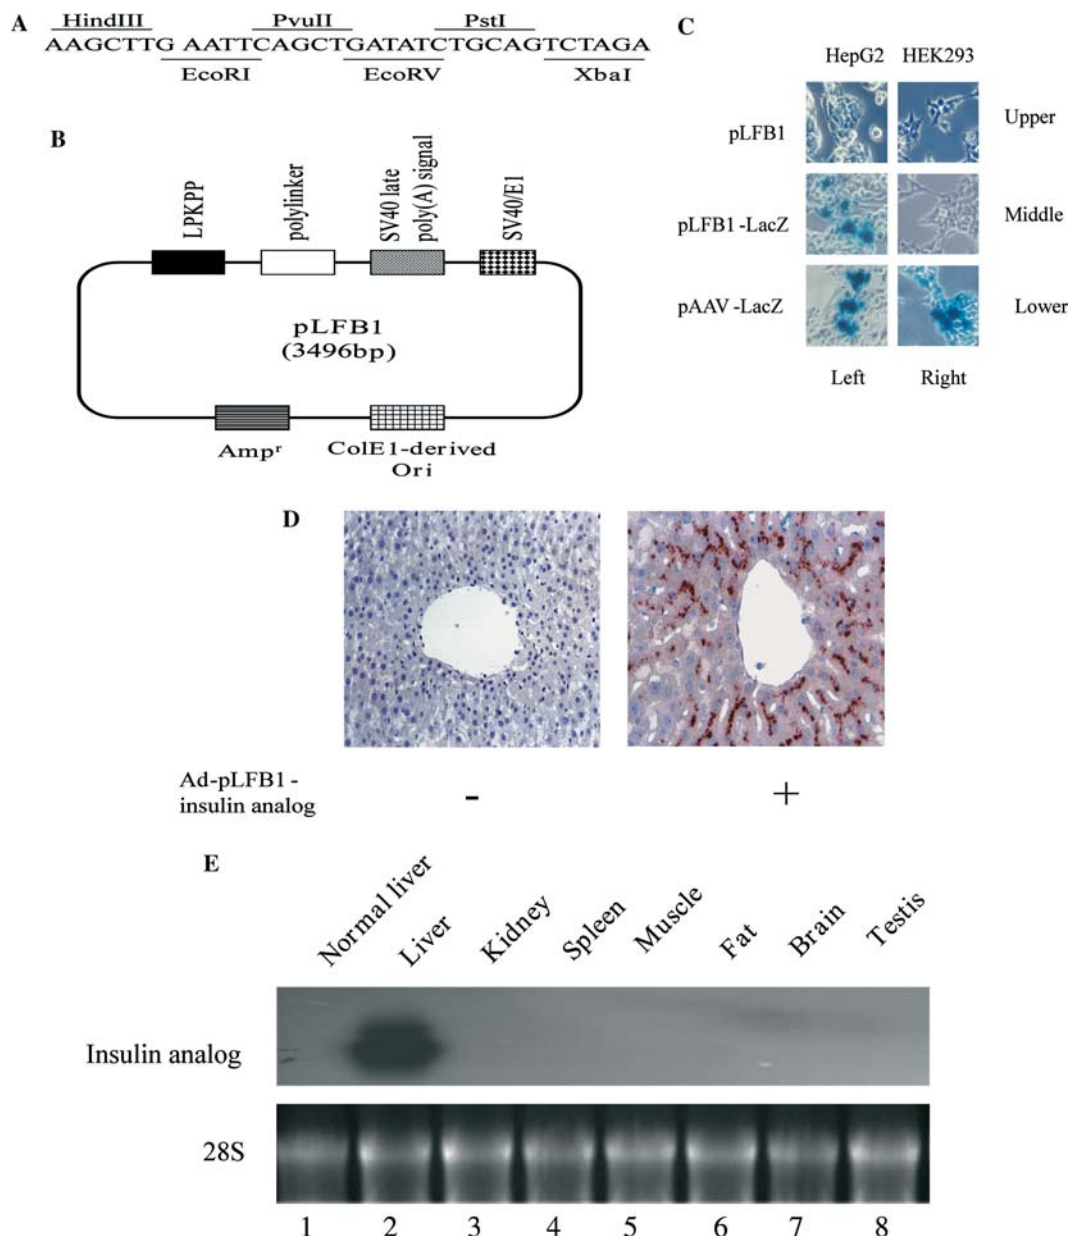 A
HindIII PvuII PstI
AAGCTTG AATTCAGCTGATATCTGCAGTCTAGA
EcoRI EcoRV XbaI
B
LPKPP
polylinker
SV40 late
poly(A) signal
SV40/E1
pLFB1
(3496bp)
Ampr
ColE1-derived
Ori
C
HepG2 HEK293
pLFB1 Upper
pLFB1-LacZ Middle
pAAV-LacZ Lower
Left Right
D
Ad-pLFB1-
insulin analog
- +
E
Normal liver
Liver
Kidney
Spleen
Muscle
Fat
Brain
Testis
Insulin analog
28S
1 2 3 4 5 6 7 8